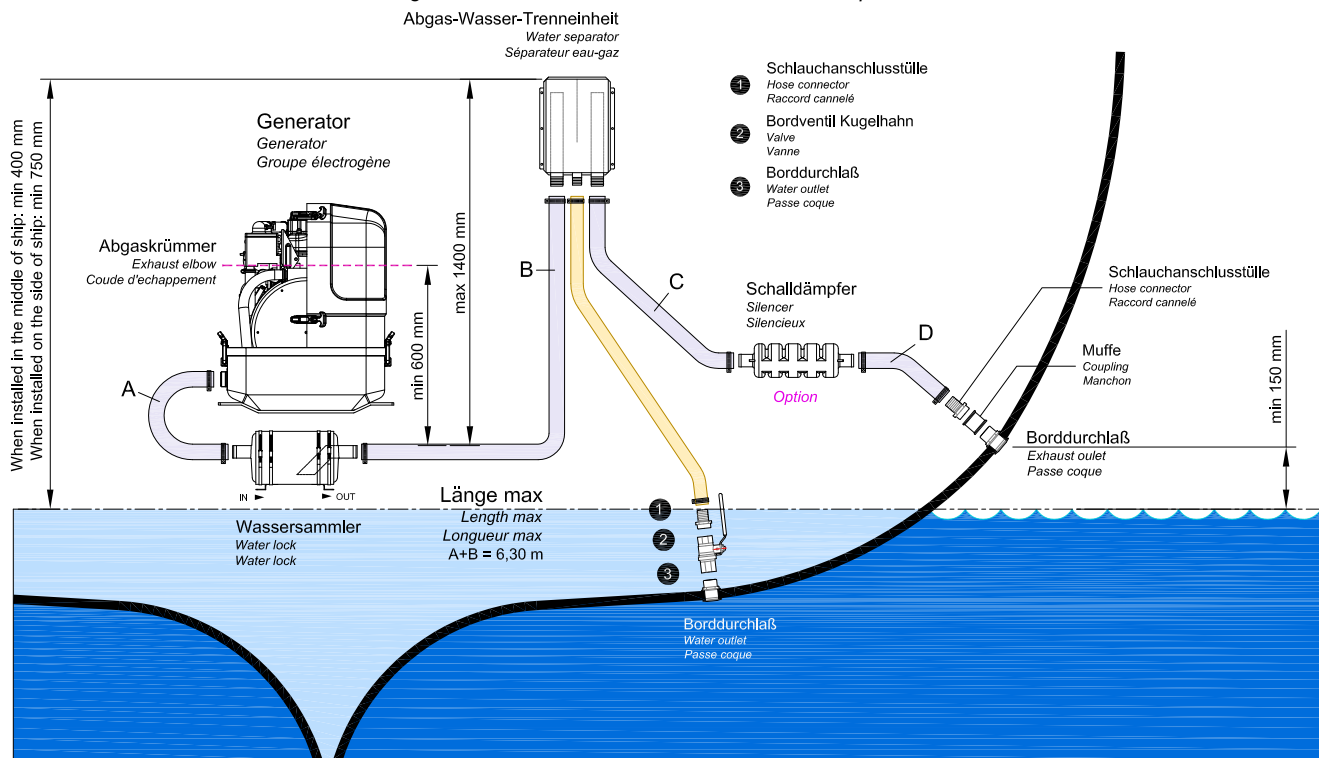 Abgas-Wasser-Trenneinheit
Water separator
Séparateur eau-gaz
1 Schlauchanschlusstülle
Hose connector
Raccord cannelé
2 Bordventil Kugelhahn
Valve
Vanne
3 Borddurchlaß
Water outlet
Passe coque
When installed in the middle of ship: min 400 mm
When installed on the side of ship: min 750 mm
Generator
Generator
Groupe électrogène
Abgaskrümmer
Exhaust elbow
Coude d'echappement
max 1400 mm
min 600 mm
A
B
C
D
Schalldämpfer
Silencer
Silencieux
Option
Schlauchanschlusstülle
Hose connector
Raccord cannelé
Muffe
Coupling
Manchon
min 150 mm
Borddurchlaß
Exhaust oulet
Passe coque
IN
OUT
Wassersammler
Water lock
Water lock
Länge max
Length max
Longueur max
A+B = 6,30 m
1
2
3
Borddurchlaß
Water outlet
Passe coque